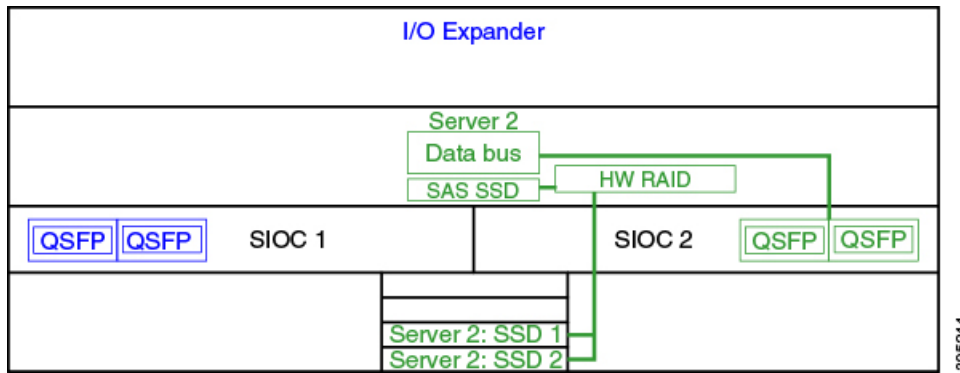 I/O Expander
Server 2
Data bus
SAS SSD
HW RAID
QSFP QSFP SIOC 1
SIOC 2 QSFP QSFP
Server 2: SSD 1
Server 2: SSD 2